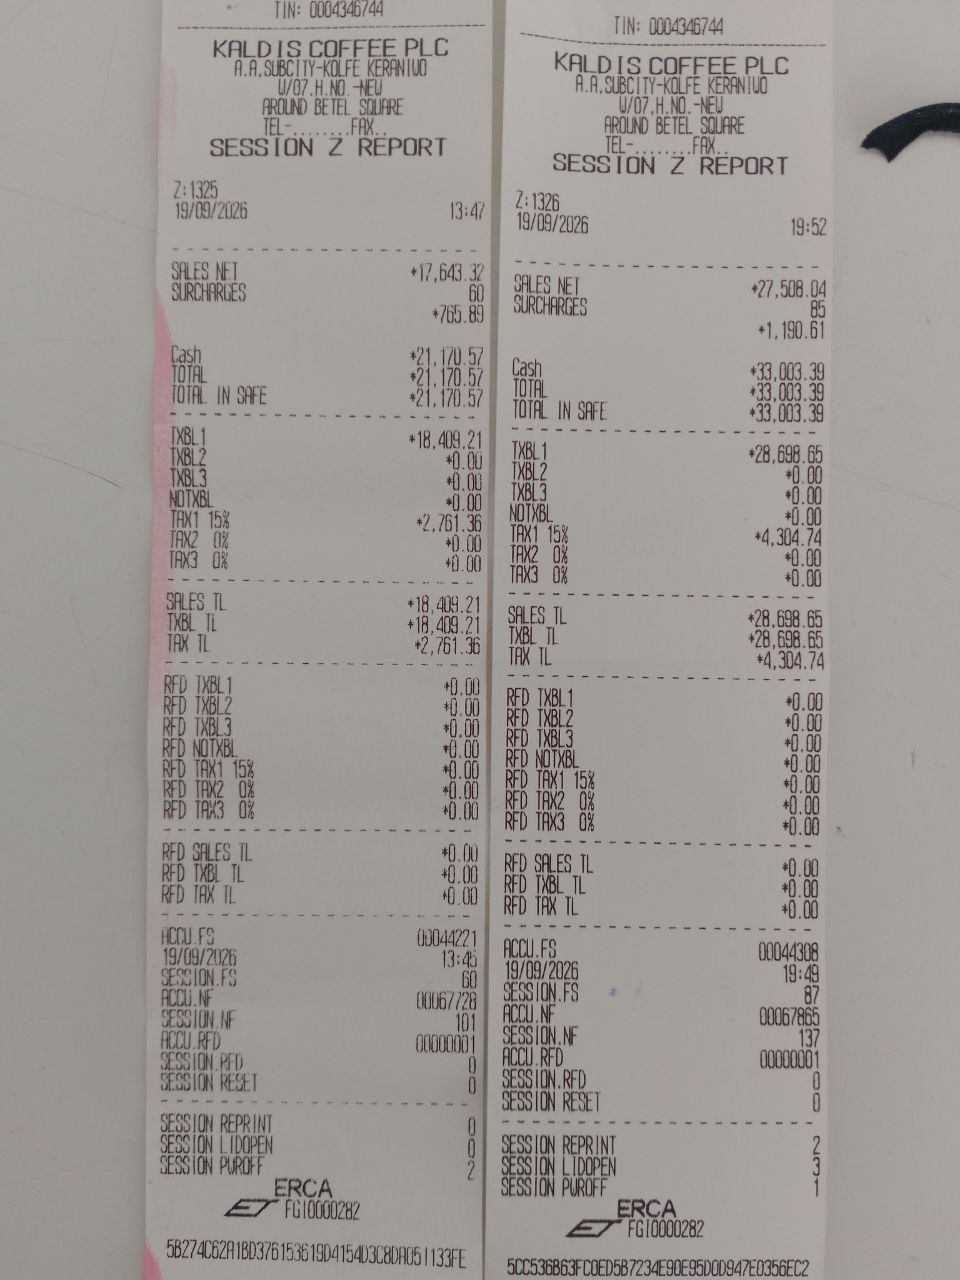 TIN: 0004346744
KALDIS COFFEE PLC
A.A,SUBCITY-KOLFE KERANIWO
W/07,H.NO.-NEW
AROUND BETEL SQUARE
TEL-........FAX..
SESSION Z REPORT
Z:1325
19/09/2026 13:47
SALES NET *17,643.32
SURCHARGES 60
*765.89
Cash *21,170.57
TOTAL *21,170.57
TOTAL IN SAFE *21,170.57
TXBL1 *18,409.21
TXBL2 *0.00
TXBL3 *0.00
NOTXBL *0.00
TAX1 15% *2,761.36
TAX2 0% *0.00
TAX3 0% *0.00
SALES TL *18,409.21
TXBL TL *18,409.21
TAX TL *2,761.36
RFD TXBL1 *0.00
RFD TXBL2 *0.00
RFD TXBL3 *0.00
RFD NOTXBL *0.00
RFD TAX1 15% *0.00
RFD TAX2 0% *0.00
RFD TAX3 0% *0.00
RFD SALES TL *0.00
RFD TXBL TL *0.00
RFD TAX TL *0.00
ACCU.FS 00044221
19/09/2026 13:45
SESSION.FS 60
ACCU.NF 00067728
SESSION.NF 101
ACCU.RFD 00000001
SESSION.RFD 0
SESSION RESET 0
SESSION REPRINT 0
SESSION LIDOPEN 0
SESSION PWROFF 2
ERCA
ET FGI0000282
TIN: 0004346744
KALDIS COFFEE PLC
A.A,SUBCITY-KOLFE KERANIWO
W/07,H.NO.-NEW
AROUND BETEL SQUARE
TEL-........FAX..
SESSION Z REPORT
Z:1326
19/09/2026 19:52
SALES NET *27,508.04
SURCHARGES 85
*1,190.61
Cash *33,003.39
TOTAL *33,003.39
TOTAL IN SAFE *33,003.39
TXBL1 *28,698.65
TXBL2 *0.00
TXBL3 *0.00
NOTXBL *0.00
TAX1 15% *4,304.74
TAX2 0% *0.00
TAX3 0% *0.00
SALES TL *28,698.65
TXBL TL *28,698.65
TAX TL *4,304.74
RFD TXBL1 *0.00
RFD TXBL2 *0.00
RFD TXBL3 *0.00
RFD NOTXBL *0.00
RFD TAX1 15% *0.00
RFD TAX2 0% *0.00
RFD TAX3 0% *0.00
RFD SALES TL *0.00
RFD TXBL TL *0.00
RFD TAX TL *0.00
ACCU.FS 00044308
19/09/2026 19:49
SESSION.FS 87
ACCU.NF 00067865
SESSION.NF 137
ACCU.RFD 00000001
SESSION.RFD 0
SESSION RESET 0
SESSION REPRINT 2
SESSION LIDOPEN 3
SESSION PWROFF 1
ERCA
ET FGI0000282
5CC536B63FC0ED5B7234E90E95D0D947E0356EC2